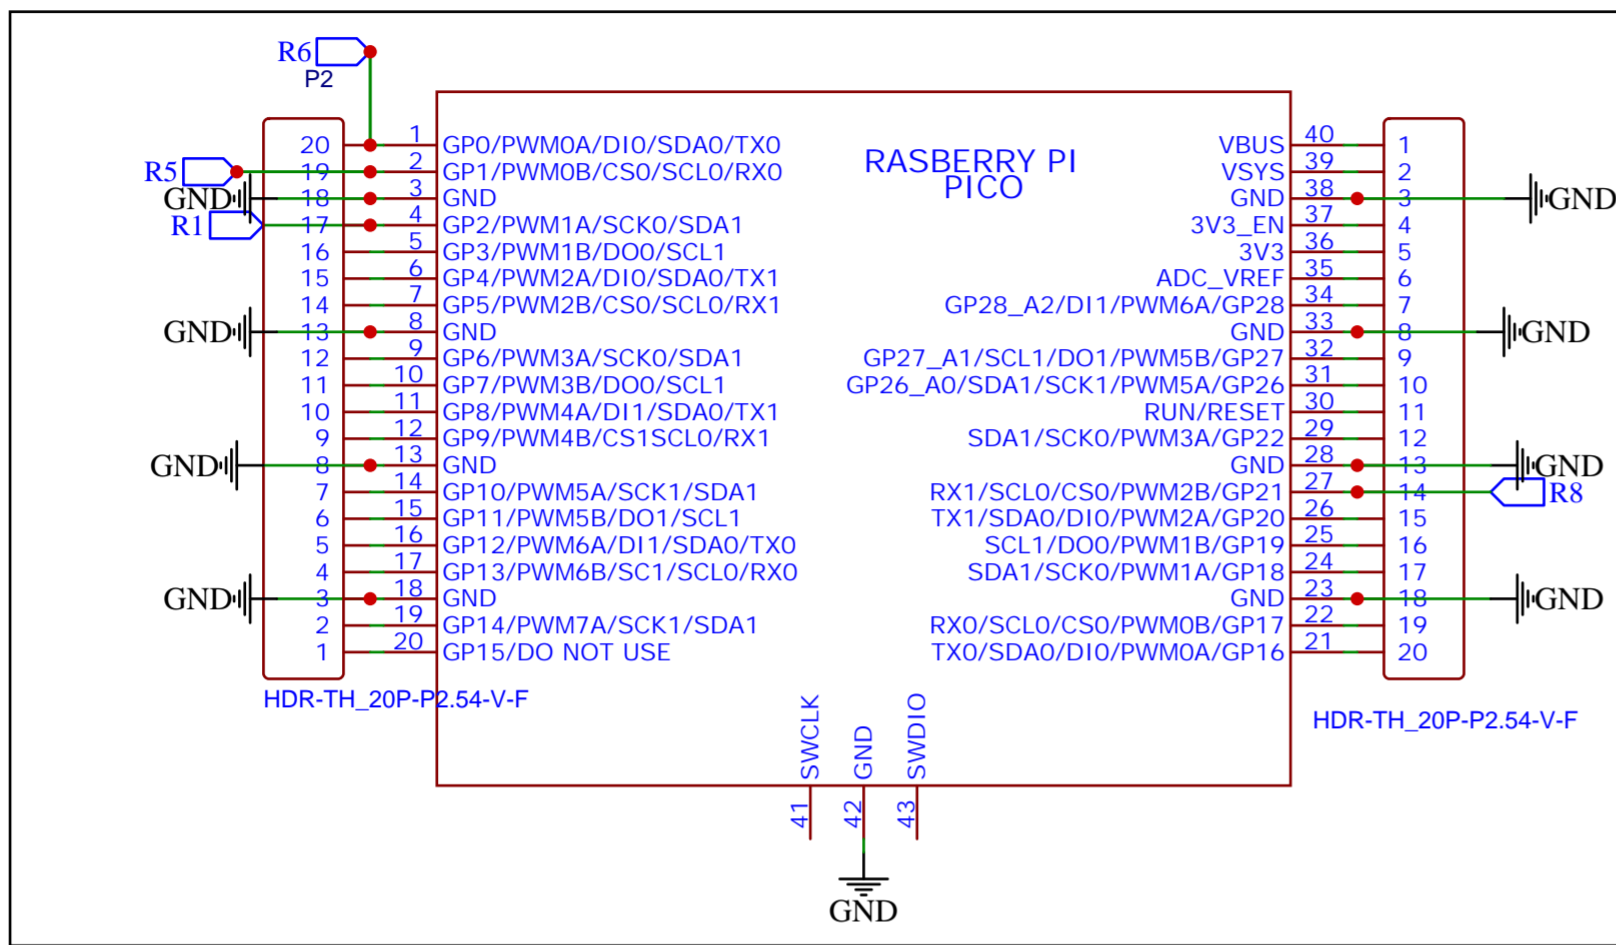 R6
P2
RASBERRY PI
PICO
20 1 GP0/PWM0A/DI0/SDA0/TX0 VBUS 40 1
R5 19 2 GP1/PWM0B/CS0/SCL0/RX0 VSYS 39 2
GND 18 3 GND GND 38 3 GND
R1 17 4 GP2/PWM1A/SCK0/SDA1 3V3_EN 37 4
16 5 GP3/PWM1B/DO0/SCL1 3V3 36 5
15 6 GP4/PWM2A/DI0/SDA0/TX1 ADC_VREF 35 6
14 7 GP5/PWM2B/CS0/SCL0/RX1 GP28_A2/DI1/PWM6A/GP28 34 7
GND 13 8 GND GND 33 8 GND
12 9 GP6/PWM3A/SCK0/SDA1 GP27_A1/SCL1/DO1/PWM5B/GP27 32 9
11 10 GP7/PWM3B/DO0/SCL1 GP26_A0/SDA1/SCK1/PWM5A/GP26 31 10
10 11 GP8/PWM4A/DI1/SDA0/TX1 RUN/RESET 30 11
9 12 GP9/PWM4B/CS1SCL0/RX1 SDA1/SCK0/PWM3A/GP22 29 12
GND 8 13 GND GND 28 13 GND
7 14 GP10/PWM5A/SCK1/SDA1 RX1/SCL0/CS0/PWM2B/GP21 27 14 R8
6 15 GP11/PWM5B/DO1/SCL1 TX1/SDA0/DI0/PWM2A/GP20 26 15
5 16 GP12/PWM6A/DI1/SDA0/TX0 SCL1/DO0/PWM1B/GP19 25 16
4 17 GP13/PWM6B/SC1/SCL0/RX0 SDA1/SCK0/PWM1A/GP18 24 17
GND 3 18 GND GND 23 18 GND
2 19 GP14/PWM7A/SCK1/SDA1 RX0/SCL0/CS0/PWM0B/GP17 22 19
1 20 GP15/DO NOT USE TX0/SDA0/DI0/PWM0A/GP16 21 20
HDR-TH_20P-P2.54-V-F
HDR-TH_20P-P2.54-V-F
SWCLK GND SWDIO
41 42 43
GND